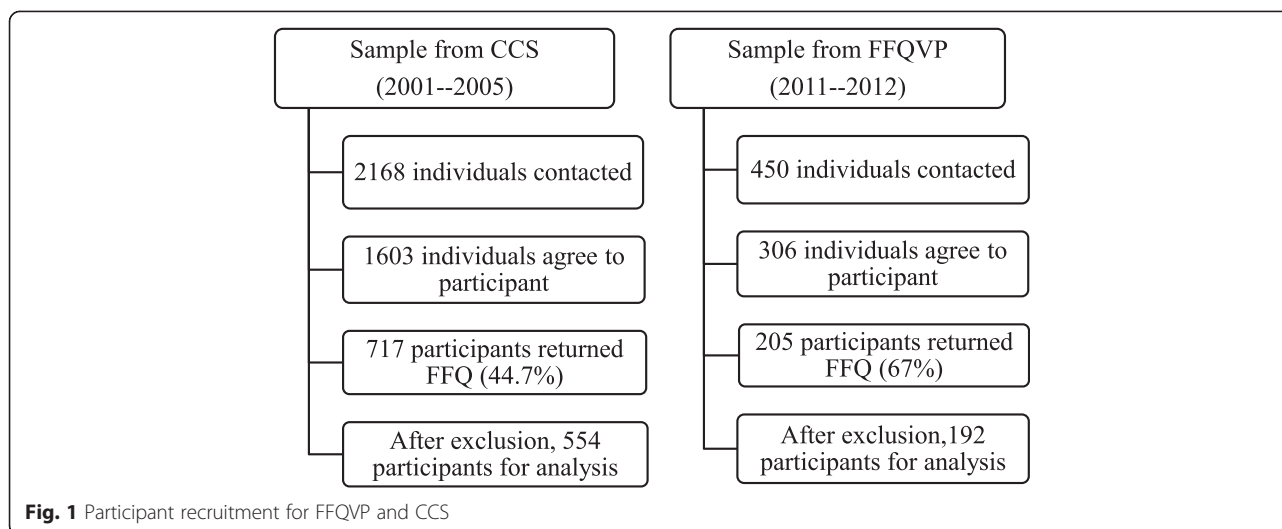 Sample from CCS
(2001--2005)
2168 individuals contacted
1603 individuals agree to
participant
717 participants returned
FFQ (44.7%)
After exclusion, 554
participants for analysis
Sample from FFQVP
(2011--2012)
450 individuals contacted
306 individuals agree to
participant
205 participants returned
FFQ (67%)
After exclusion,192
participants for analysis
Fig. 1 Participant recruitment for FFQVP and CCS